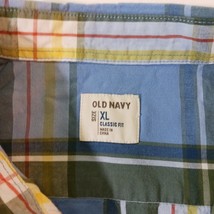 OLD NAVY
SIZE
XL
CLASSIC FIT
MADE IN
CHINA